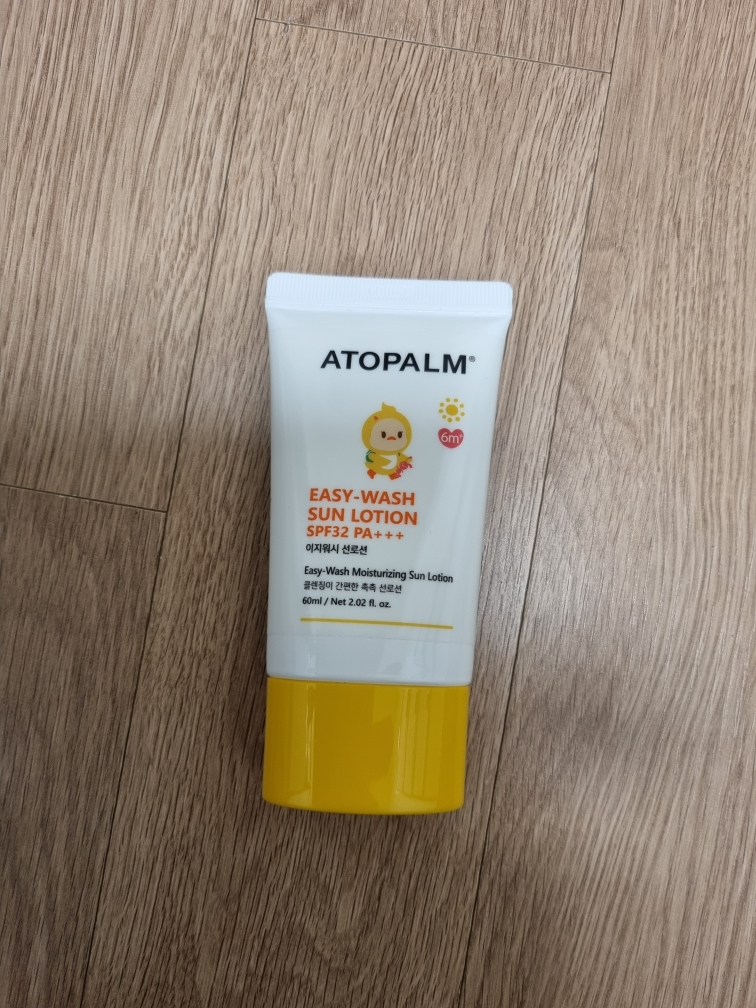 ATOPALM®
6m+
EASY-WASH
SUN LOTION
SPF32 PA+++
이지워시 선로션
Easy-Wash Moisturizing Sun Lotion
클렌징이 간편한 촉촉 선로션
60ml / Net 2.02 fl. oz.